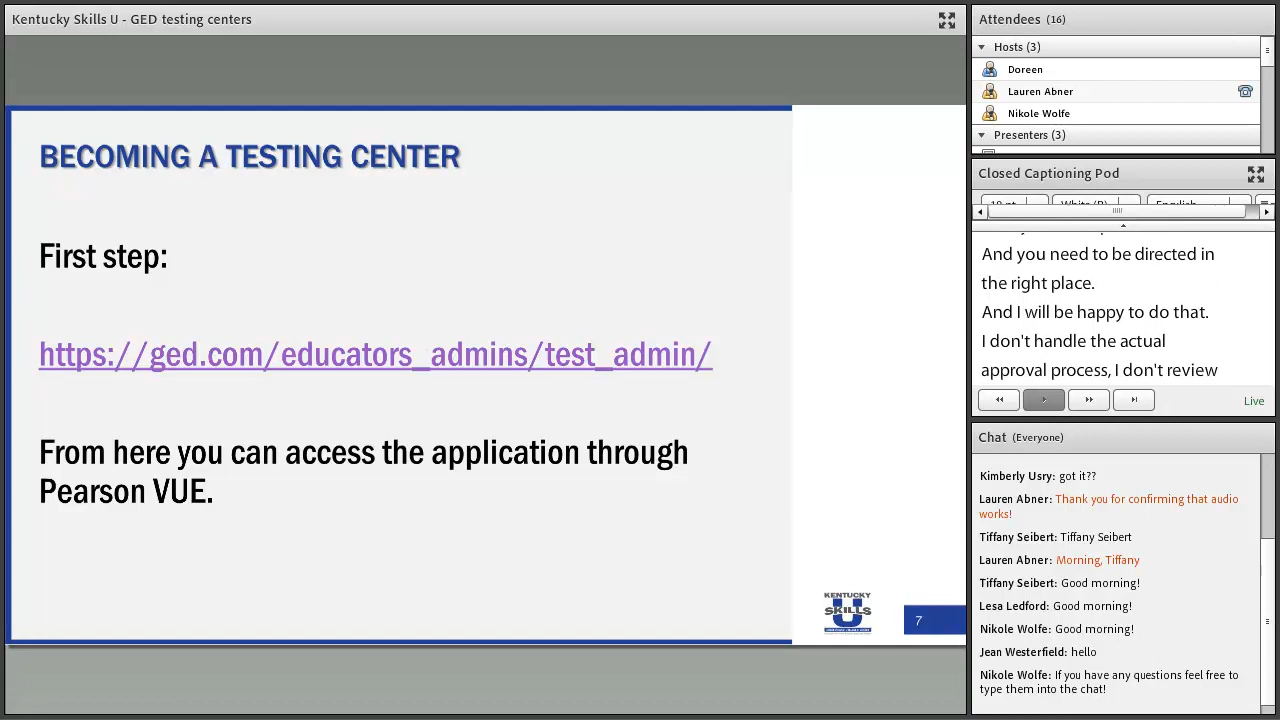 Kentucky Skills U - GED testing centers
BECOMING A TESTING CENTER
First step:
https://ged.com/educators_admins/test_admin/
From here you can access the application through
Pearson VUE.
KENTUCKY
SKILLS
U
7
Attendees (16)
Hosts (3)
Doreen
Lauren Abner
Nikole Wolfe
Presenters (3)
Closed Captioning Pod
And you need to be directed in
the right place.
And I will be happy to do that.
I don't handle the actual
approval process, I don't review
Live
Chat (Everyone)
Kimberly Usry: got it??
Lauren Abner: Thank you for confirming that audio
works!
Tiffany Seibert: Tiffany Seibert
Lauren Abner: Morning, Tiffany
Tiffany Seibert: Good morning!
Lesa Ledford: Good morning!
Nikole Wolfe: Good morning!
Jean Westerfield: hello
Nikole Wolfe: If you have any questions feel free to
type them into the chat!